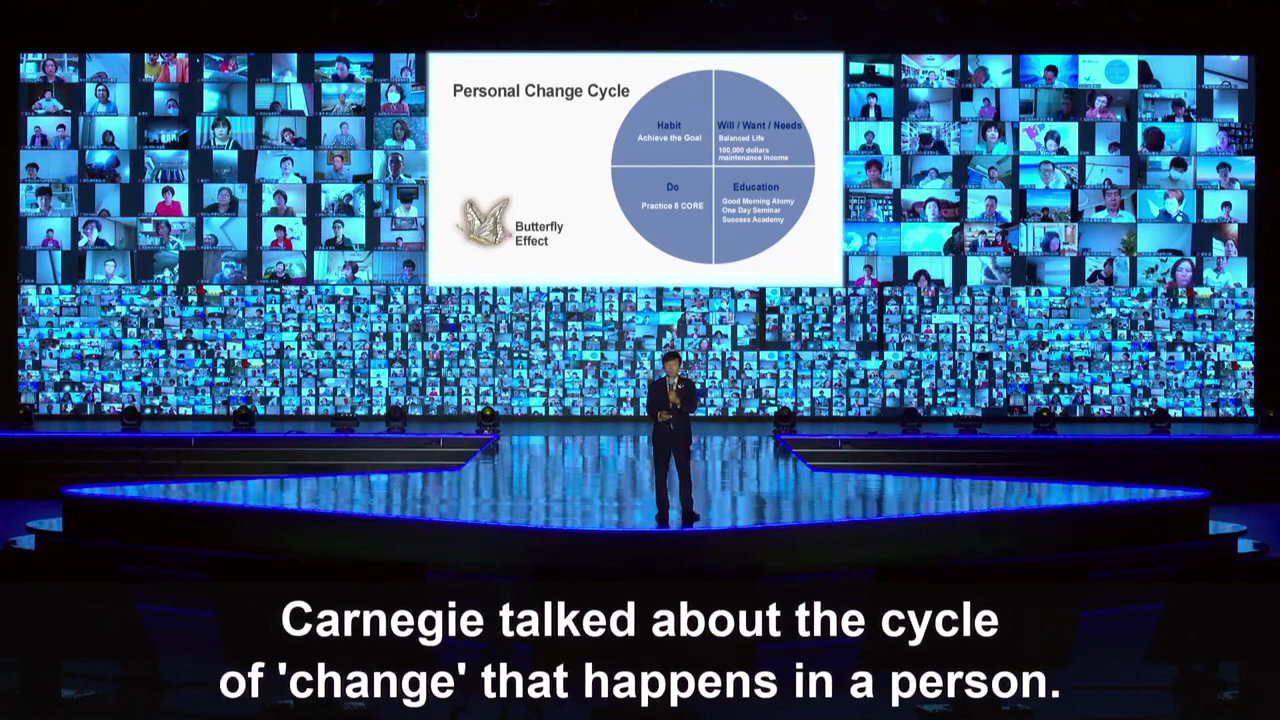 Personal Change Cycle
Habit
Achieve the Goal
Will / Want / Needs
Balanced Life
100,000 dollars
maintenance income
Do
Practice 8 CORE
Education
Good Morning Atomy
One Day Seminar
Success Academy
Butterfly
Effect
Carnegie talked about the cycle
of 'change' that happens in a person.